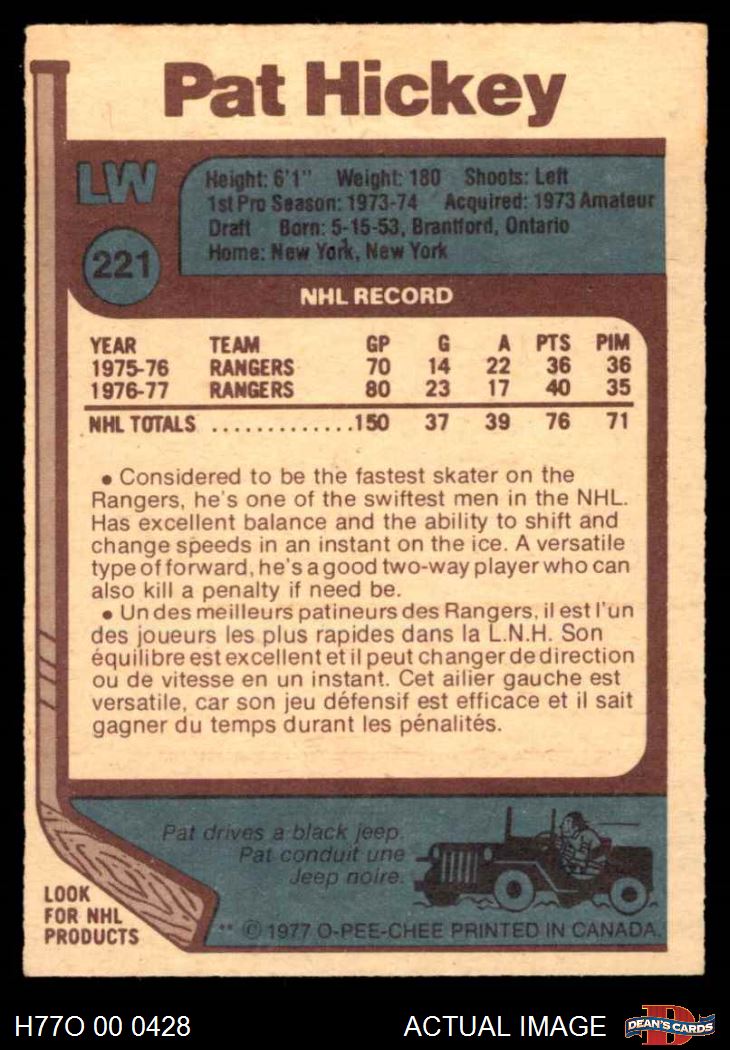 Pat Hickey
LW
Height: 6'1" Weight: 180 Shoots: Left
1st Pro Season: 1973-74 Acquired: 1973 Amateur
Draft Born: 5-15-53, Brantford, Ontario
Home: New York, New York
221
NHL RECORD
YEAR TEAM GP G A PTS PIM
1975-76 RANGERS 70 14 22 36 36
1976-77 RANGERS 80 23 17 40 35
NHL TOTALS .............150 37 39 76 71
• Considered to be the fastest skater on the
Rangers, he's one of the swiftest men in the NHL.
Has excellent balance and the ability to shift and
change speeds in an instant on the ice. A versatile
type of forward, he's a good two-way player who can
also kill a penalty if need be.
• Un des meilleurs patineurs des Rangers, il est l'un
des joueurs les plus rapides dans la L.N.H. Son
équilibre est excellent et il peut changer de direction
ou de vitesse en un instant. Cet ailier gauche est
versatile, car son jeu défensif est efficace et il sait
gagner du temps durant les pénalités.
Pat drives a black jeep.
Pat conduit une
Jeep noire.
LOOK
FOR NHL
PRODUCTS
** © 1977 O-PEE-CHEE PRINTED IN CANADA.
H77O 00 0428 ACTUAL IMAGE
D
DEAN'S CARDS